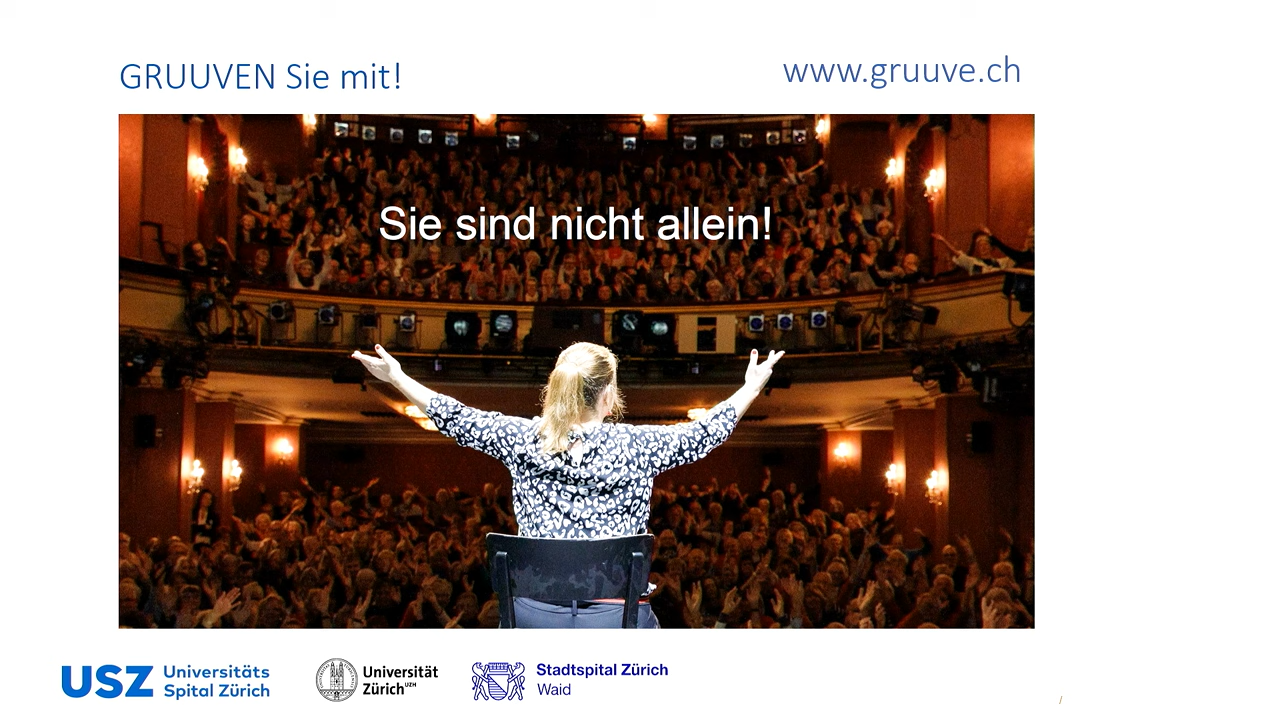 GRUUVEN Sie mit!
www.gruuve.ch
Sie sind nicht allein!
USZ Universitäts
Spital Zürich
Universität
Zürich UZH
Stadtspital Zürich
Waid
/